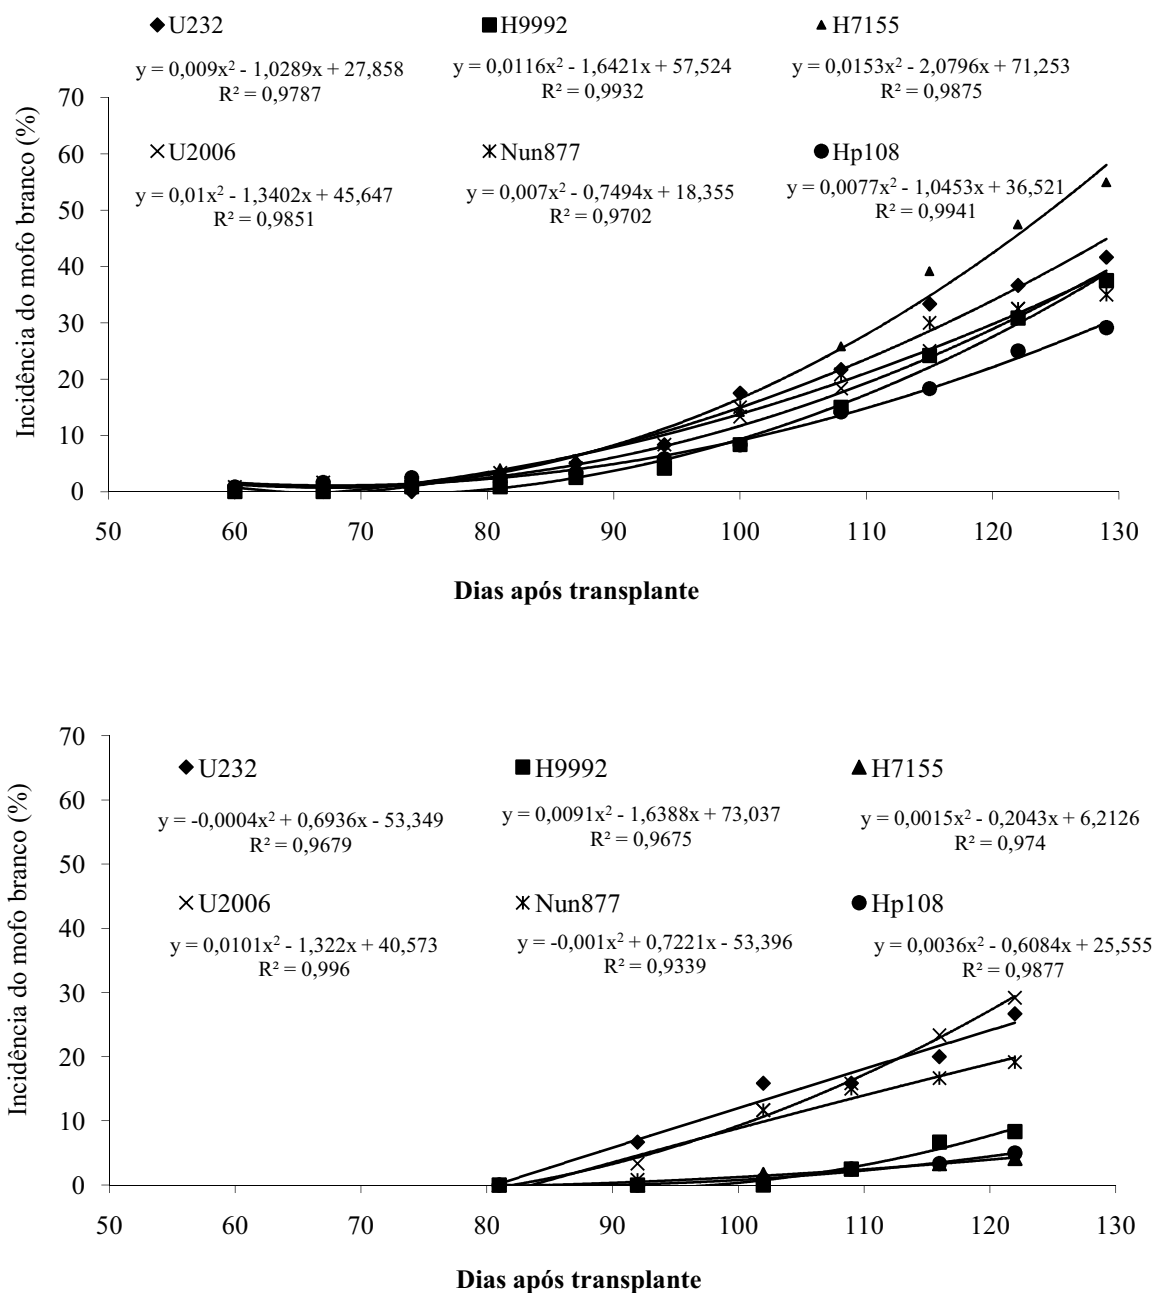 U232 H9992 H7155
y = 0,009x² - 1,0289x + 27,858 y = 0,0116x² - 1,6421x + 57,524 y = 0,0153x² - 2,0796x + 71,253
R² = 0,9787 R² = 0,9932 R² = 0,9875
U2006 Nun877 Hp108
y = 0,01x² - 1,3402x + 45,647 y = 0,007x² - 0,7494x + 18,355 y = 0,0077x² - 1,0453x + 36,521
R² = 0,9851 R² = 0,9702 R² = 0,9941
Incidência do mofo branco (%)
70
60
50
40
30
20
10
0
50 60 70 80 90 100 110 120 130
Dias após transplante
U232 H9992 H7155
y = -0,0004x² + 0,6936x - 53,349 y = 0,0091x² - 1,6388x + 73,037 y = 0,0015x² - 0,2043x + 6,2126
R² = 0,9679 R² = 0,9675 R² = 0,974
U2006 Nun877 Hp108
y = 0,0101x² - 1,322x + 40,573 y = -0,001x² + 0,7221x - 53,396 y = 0,0036x² - 0,6084x + 25,555
R² = 0,996 R² = 0,9339 R² = 0,9877
Incidência do mofo branco (%)
70
60
50
40
30
20
10
0
50 60 70 80 90 100 110 120 130
Dias após transplante